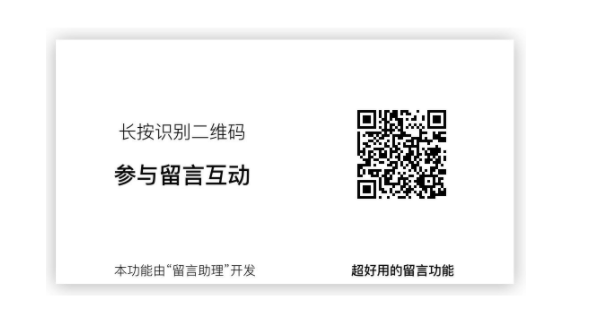 长按识别二维码
参与留言互动
本功能由“留言助理”开发
超好用的留言功能